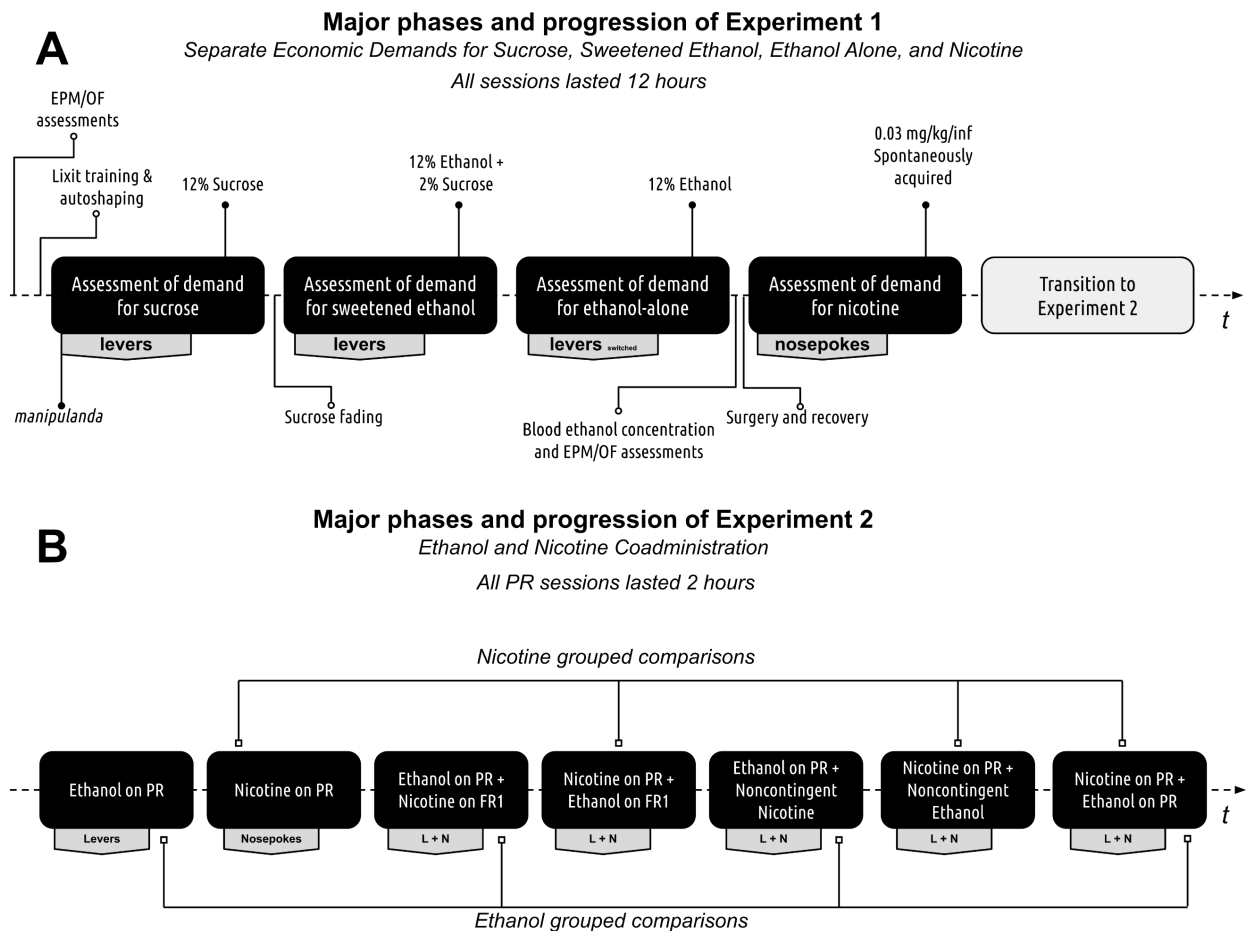 A
Major phases and progression of Experiment 1
Separate Economic Demands for Sucrose, Sweetened Ethanol, Ethanol Alone, and Nicotine
All sessions lasted 12 hours
EPM/OF
assessments
Lixit training &
autoshaping
12% Sucrose
12% Ethanol +
2% Sucrose
12% Ethanol
0.03 mg/kg/inf
Spontaneously
acquired
Assessment of demand
for sucrose
Assessment of demand
for sweetened ethanol
Assessment of demand
for ethanol-alone
Assessment of demand
for nicotine
Transition to
Experiment 2
t
levers
levers
levers switched
nosepokes
manipulanda
Sucrose fading
Blood ethanol concentration
and EPM/OF assessments
Surgery and recovery
B
Major phases and progression of Experiment 2
Ethanol and Nicotine Coadministration
All PR sessions lasted 2 hours
Nicotine grouped comparisons
Ethanol on PR
Nicotine on PR
Ethanol on PR +
Nicotine on FR1
Nicotine on PR +
Ethanol on FR1
Ethanol on PR +
Noncontingent
Nicotine
Nicotine on PR +
Noncontingent
Ethanol
Nicotine on PR +
Ethanol on PR
t
Levers
Nosepokes
L + N
L + N
L + N
L + N
L + N
Ethanol grouped comparisons